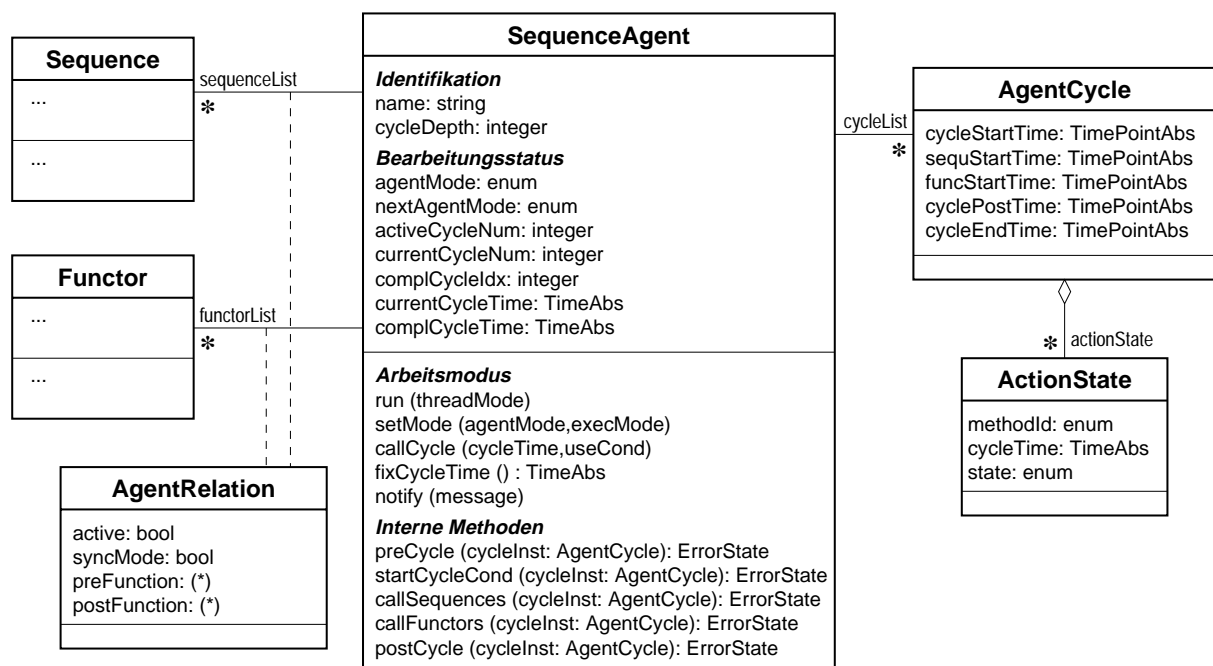 Sequence
...
...
sequenceList
*
Functor
...
...
functorList
*
AgentRelation
active: bool
syncMode: bool
preFunction: (*)
postFunction: (*)
SequenceAgent
Identifikation
name: string
cycleDepth: integer
Bearbeitungsstatus
agentMode: enum
nextAgentMode: enum
activeCycleNum: integer
currentCycleNum: integer
complCycleIdx: integer
currentCycleTime: TimeAbs
complCycleTime: TimeAbs
Arbeitsmodus
run (threadMode)
setMode (agentMode,execMode)
callCycle (cycleTime,useCond)
fixCycleTime () : TimeAbs
notify (message)
Interne Methoden
preCycle (cycleInst: AgentCycle): ErrorState
startCycleCond (cycleInst: AgentCycle): ErrorState
callSequences (cycleInst: AgentCycle): ErrorState
callFunctors (cycleInst: AgentCycle): ErrorState
postCycle (cycleInst: AgentCycle): ErrorState
cycleList
*
AgentCycle
cycleStartTime: TimePointAbs
sequStartTime: TimePointAbs
funcStartTime: TimePointAbs
cyclePostTime: TimePointAbs
cycleEndTime: TimePointAbs
* actionState
ActionState
methodId: enum
cycleTime: TimeAbs
state: enum